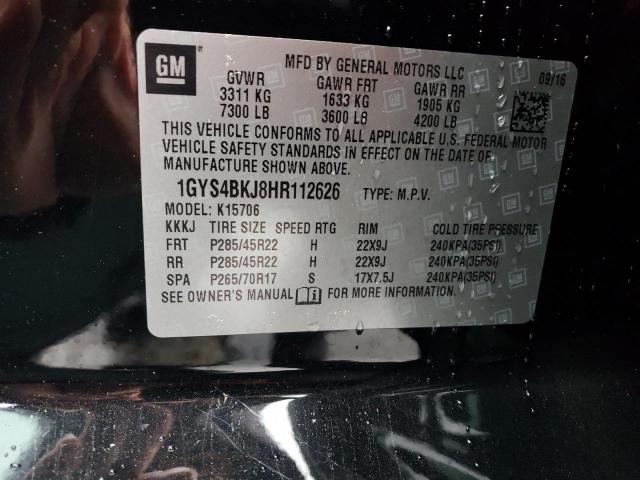 GM
MFD BY GENERAL MOTORS LLC
09/16
GVWR GAWR FRT GAWR RR
3311 KG 1633 KG 1905 KG
7300 LB 3600 LB 4200 LB
THIS VEHICLE CONFORMS TO ALL APPLICABLE U.S. FEDERAL MOTOR
VEHICLE SAFETY STANDARDS IN EFFECT ON THE DATE OF
MANUFACTURE SHOWN ABOVE.
1GYS4BKJ8HR112626 TYPE: M.P.V.
MODEL: K15706
KKKJ TIRE SIZE SPEED RTG RIM COLD TIRE PRESSURE
FRT P285/45R22 H 22X9J 240KPA(35PSI)
RR P285/45R22 H 22X9J 240KPA(35PSI)
SPA P265/70R17 S 17X7.5J 240KPA(35PSI)
SEE OWNER'S MANUAL i FOR MORE INFORMATION.